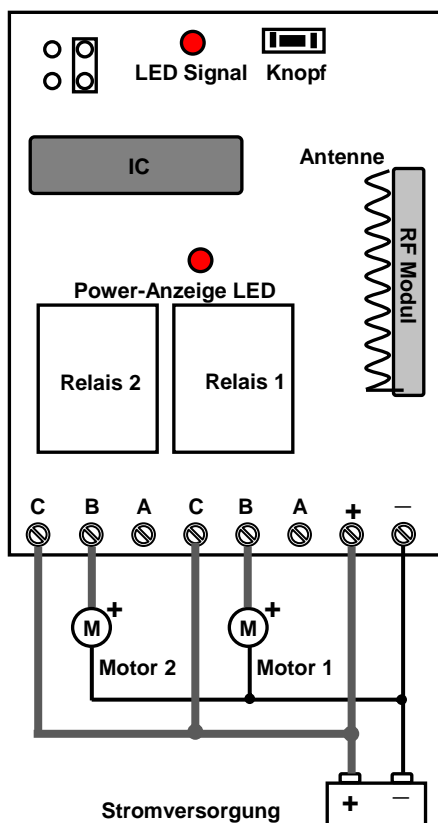 LED Signal Knopf
IC
Antenne
RF Modul
Power-Anzeige LED
Relais 2 Relais 1
C B A C B A + −
M + M +
Motor 2 Motor 1
Stromversorgung + −